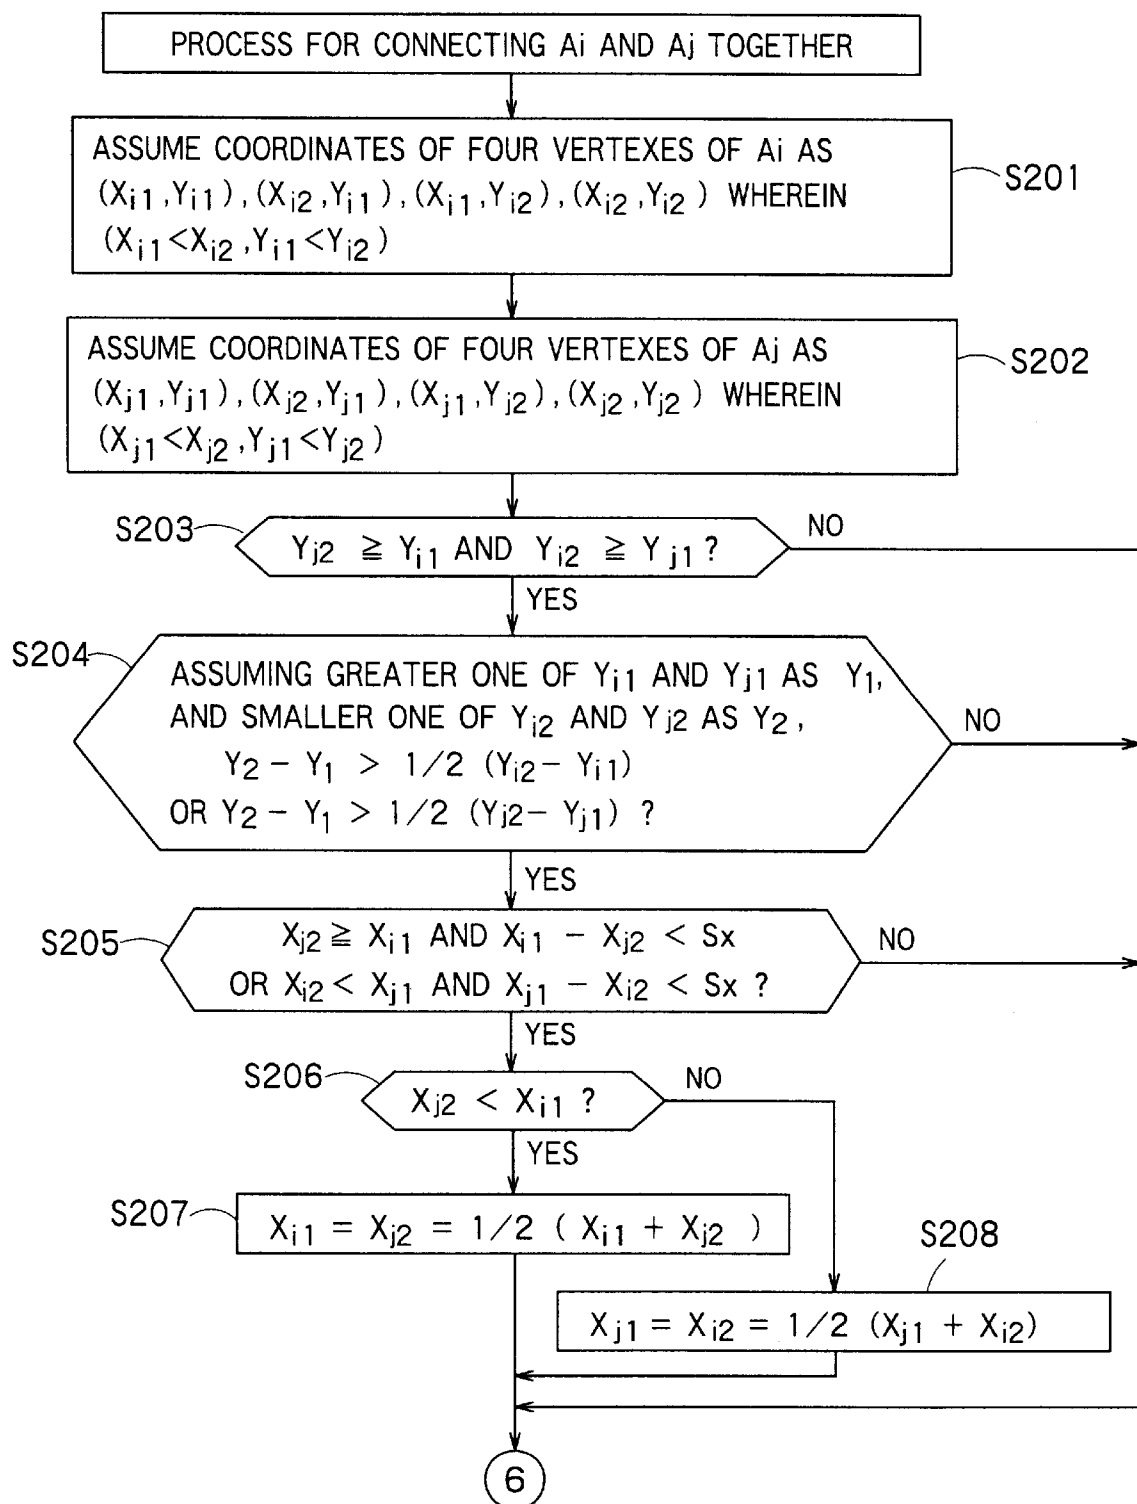 PROCESS FOR CONNECTING Ai AND Aj TOGETHER
ASSUME COORDINATES OF FOUR VERTEXES OF Ai AS
(Xi1,Yi1),(Xi2,Yi1),(Xi1,Yi2),(Xi2,Yi2) WHEREIN
(Xi1<Xi2,Yi1<Yi2)
S201
ASSUME COORDINATES OF FOUR VERTEXES OF Aj AS
(Xj1,Yj1),(Xj2,Yj1),(Xj1,Yj2),(Xj2,Yj2) WHEREIN
(Xj1<Xj2,Yj1<Yj2)
S202
S203
Yj2 ≧ Yi1 AND Yi2 ≧ Yj1 ?
NO
YES
S204
ASSUMING GREATER ONE OF Yi1 AND Yj1 AS Y1,
AND SMALLER ONE OF Yi2 AND Yj2 AS Y2,
Y2 − Y1 > 1/2 (Yi2− Yi1)
OR Y2 − Y1 > 1/2 (Yj2− Yj1) ?
NO
YES
S205
Xj2 ≧ Xi1 AND Xi1 − Xj2 < Sx
OR Xi2 < Xj1 AND Xj1 − Xi2 < Sx ?
NO
YES
S206
Xj2 < Xi1 ?
NO
YES
S207
Xi1 = Xj2 = 1/2 ( Xi1 + Xj2 )
S208
Xj1 = Xi2 = 1/2 (Xj1 + Xi2)
6